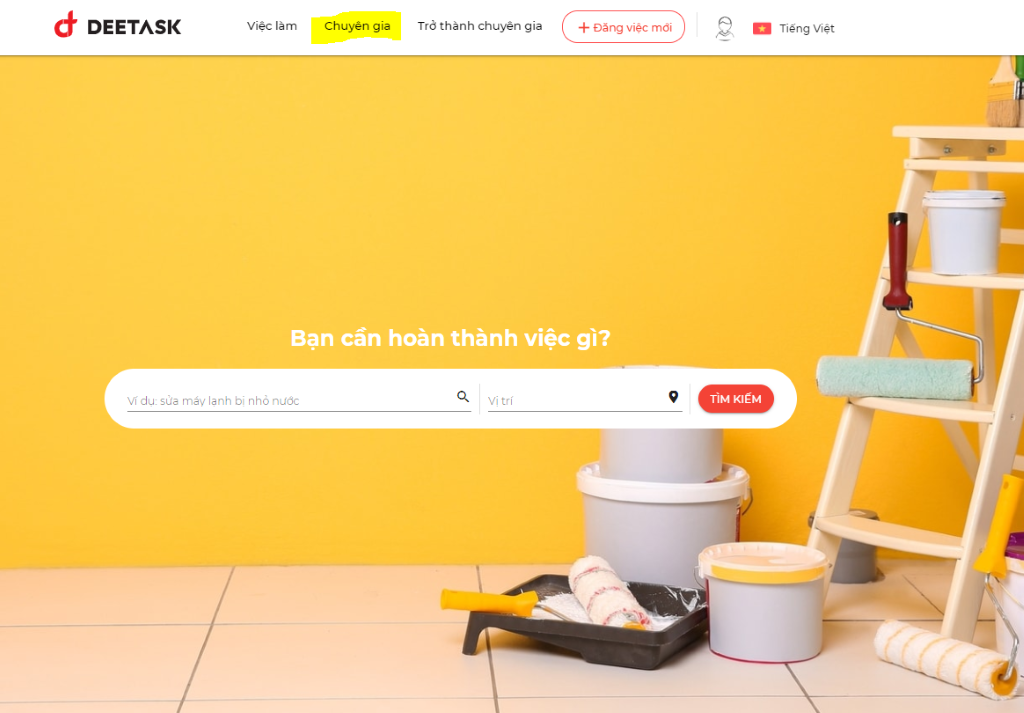 DEETASK
Việc làm
Chuyên gia
Trở thành chuyên gia
+ Đăng việc mới
Tiếng Việt
Bạn cần hoàn thành việc gì?
Ví dụ: sửa máy lạnh bị nhỏ nước
Vị trí
TÌM KIẾM